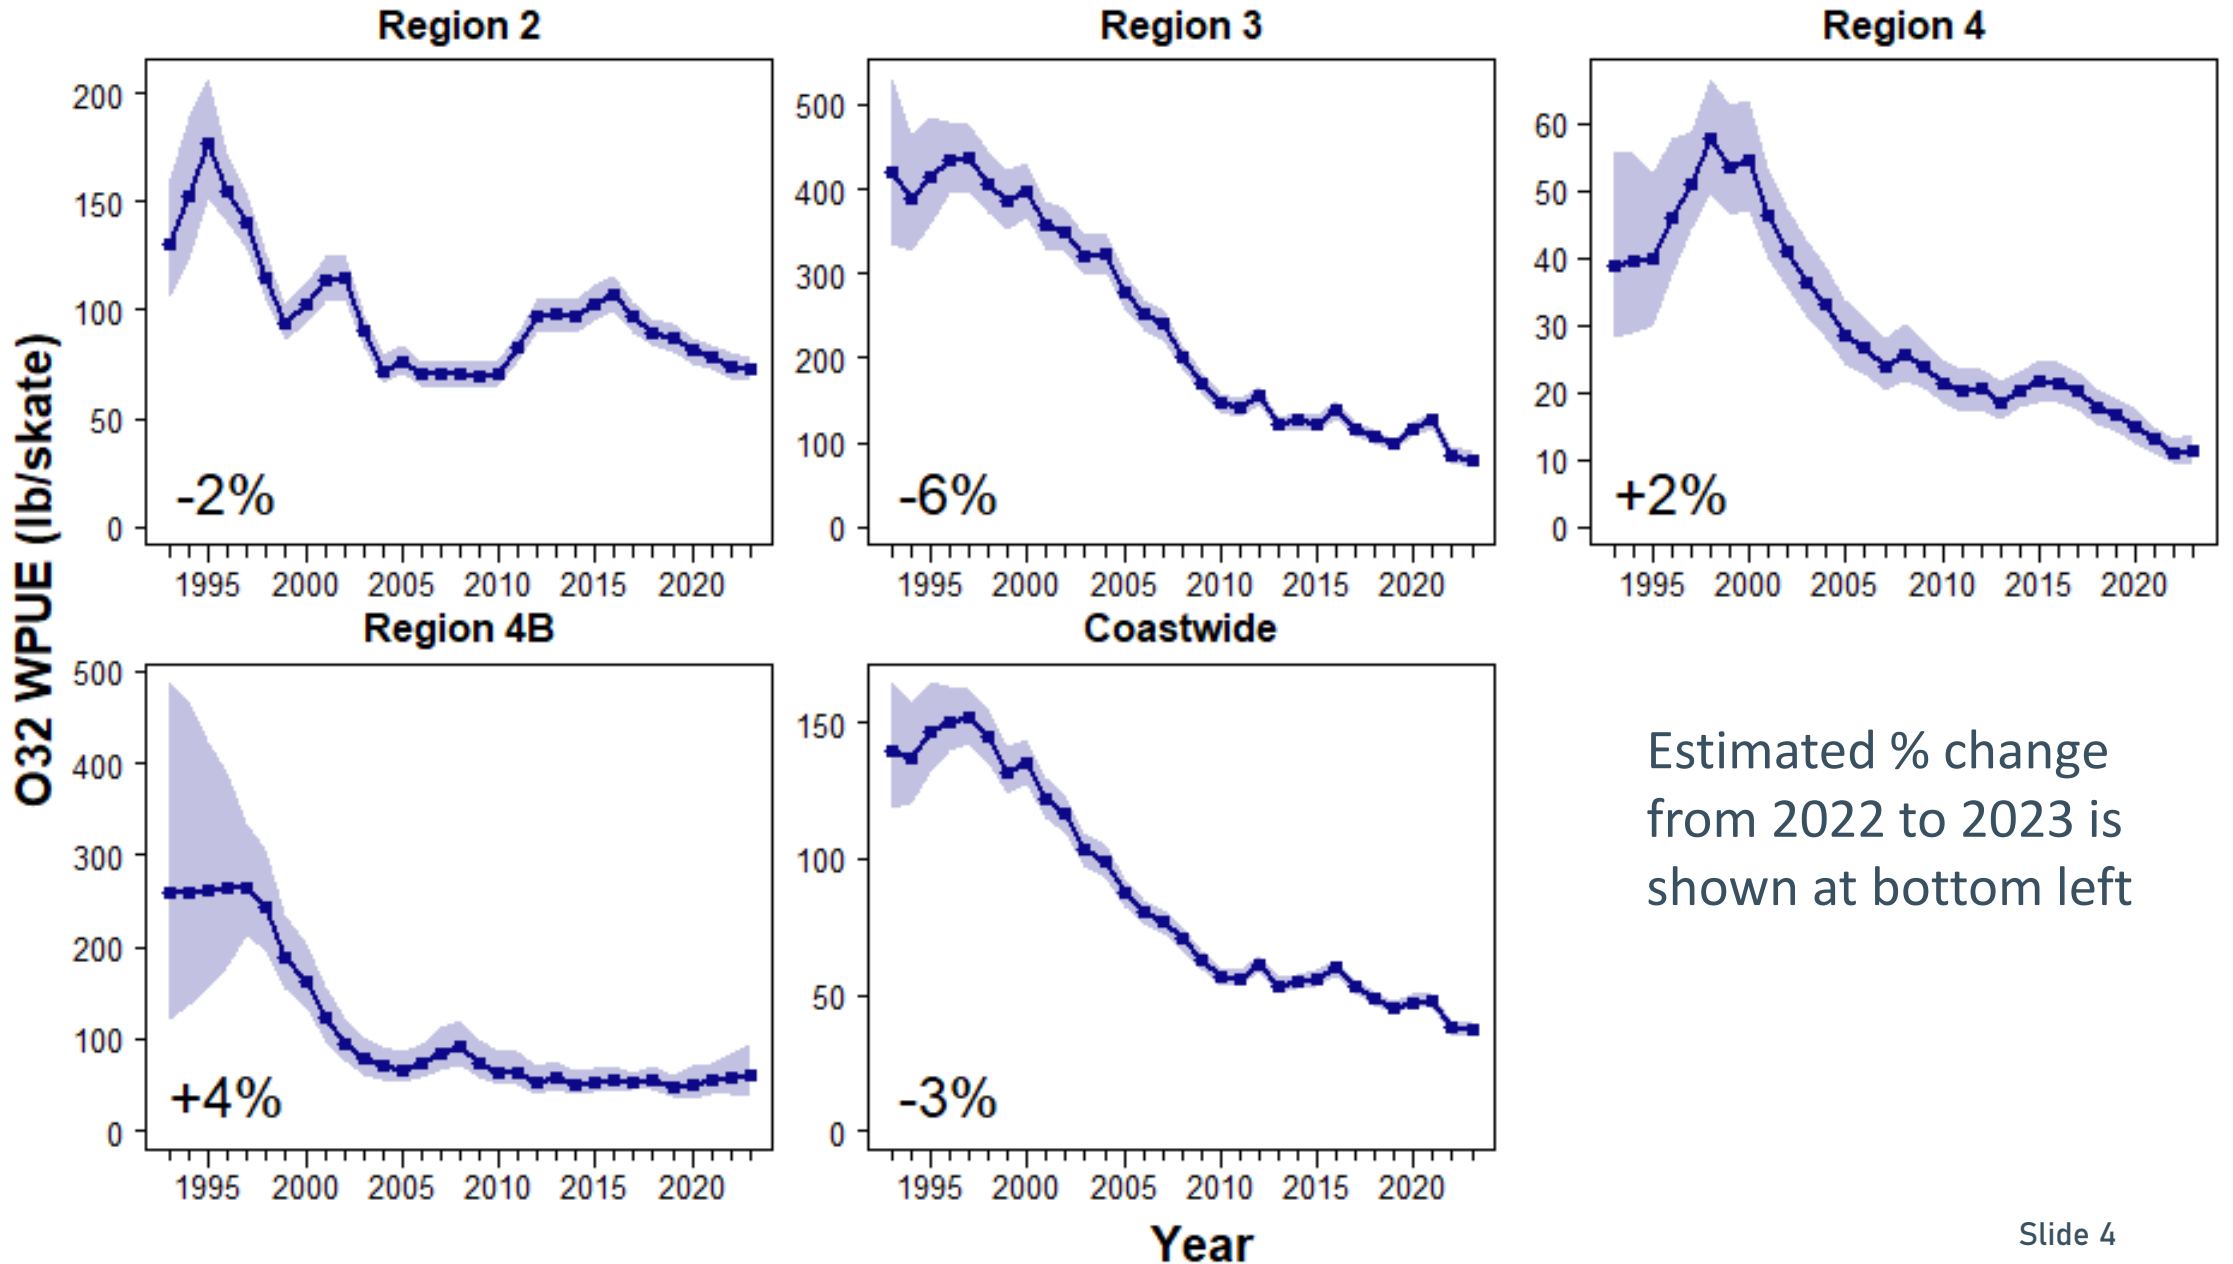 Region 2
Region 3
Region 4
O32 WPUE (lb/skate)
200
150
100
50
0
-2%
1995 2000 2005 2010 2015 2020
500
400
300
200
100
0
-6%
1995 2000 2005 2010 2015 2020
60
50
40
30
20
10
0
+2%
1995 2000 2005 2010 2015 2020
Region 4B
Coastwide
500
400
300
200
100
0
+4%
1995 2000 2005 2010 2015 2020
150
100
50
0
-3%
1995 2000 2005 2010 2015 2020
Estimated % change
from 2022 to 2023 is
shown at bottom left
Year
Slide 4